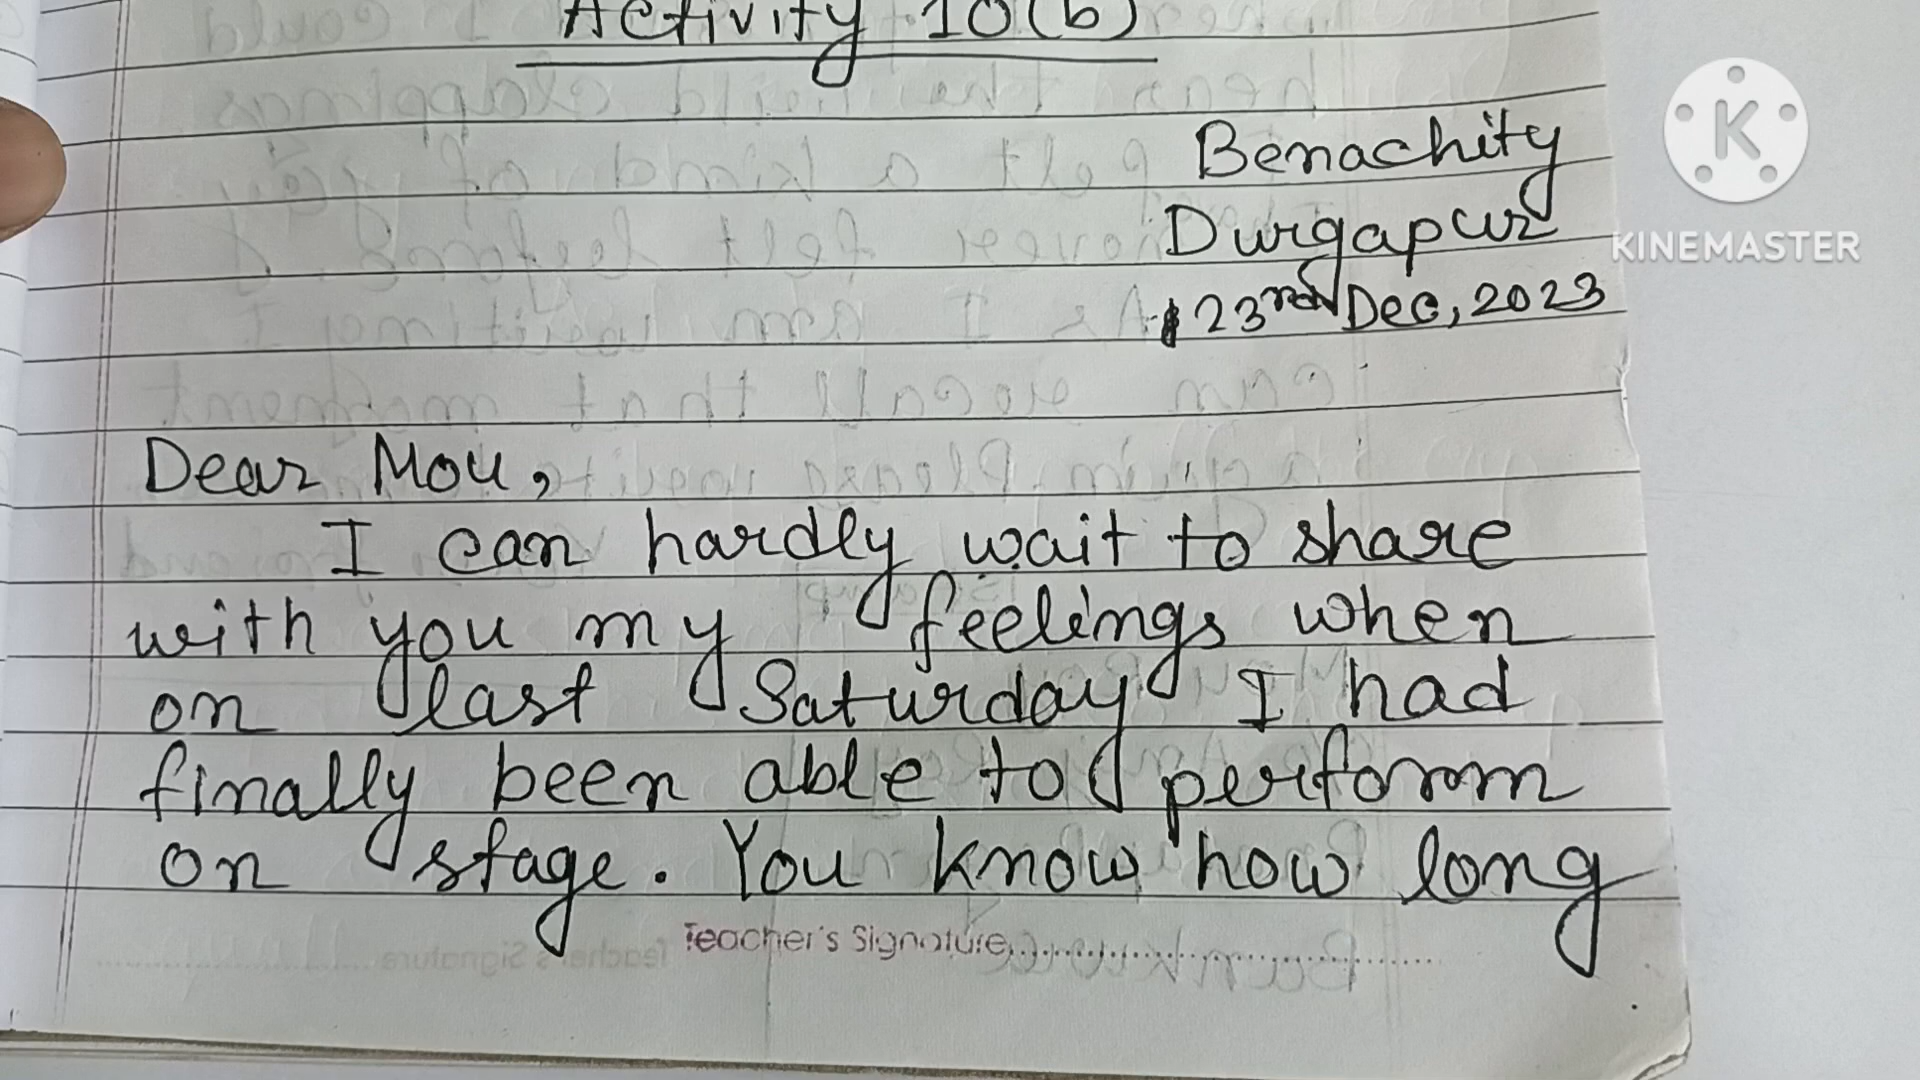 Activity 10(b)
Benachity
Durgapur
23rd Dec, 2023
Dear Mou,
I can hardly wait to share
with you my feelings when
on last Saturday I had
finally been able to perform
on stage. You know how long
Teacher's Signature
K
KINEMASTER